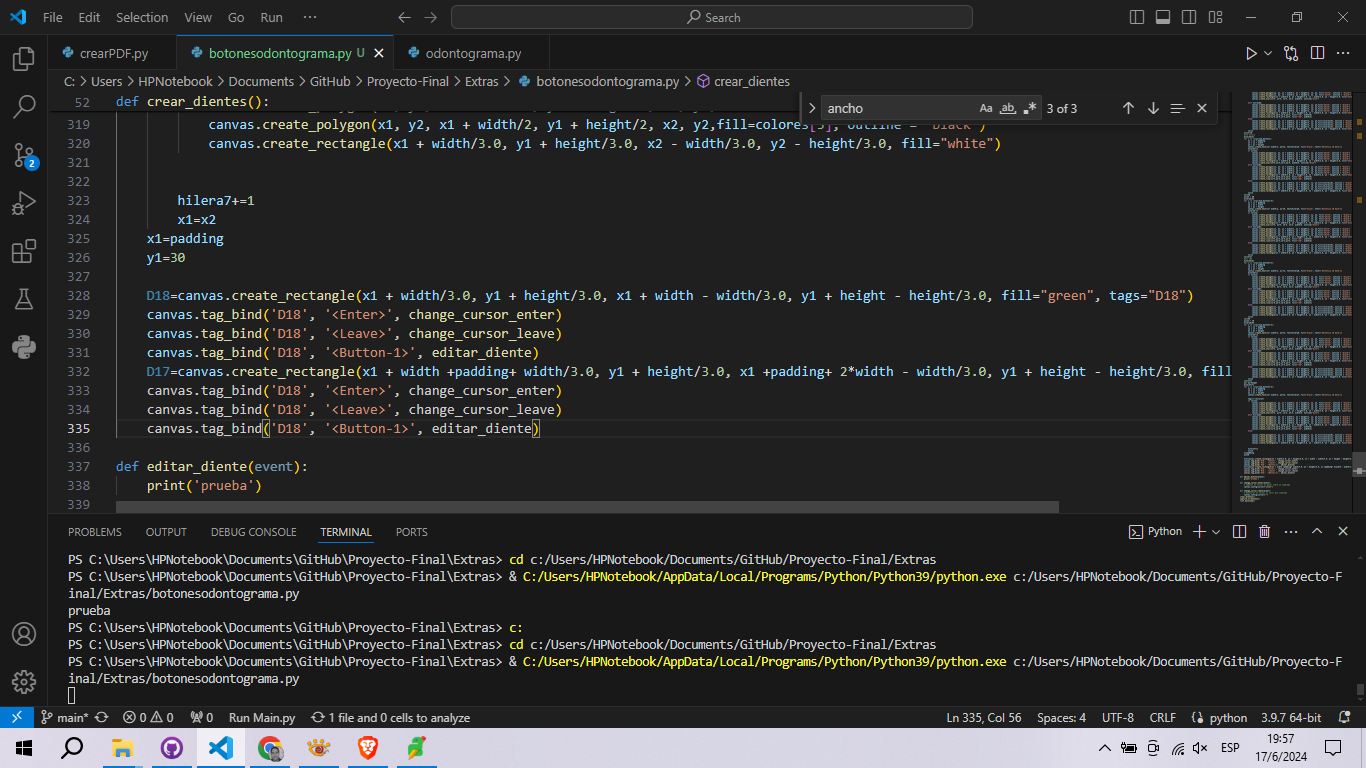 File Edit Selection View Go Run ··· Search
crearPDF.py botonesodontograma.py U odontograma.py
C: > Users > HPNotebook > Documents > GitHub > Proyecto-Final > Extras > botonesodontograma.py > crear_dientes
52 def crear_dientes():
ancho Aa ab .* 3 of 3
319 canvas.create_polygon(x1, y2, x1 + width/2, y1 + height/2, x2, y2,fill=colores[3], outline = "black")
320 canvas.create_rectangle(x1 + width/3.0, y1 + height/3.0, x2 - width/3.0, y2 - height/3.0, fill="white")
321
322
323 hilera7+=1
324 x1=x2
325 x1=padding
326 y1=30
327
328 D18=canvas.create_rectangle(x1 + width/3.0, y1 + height/3.0, x1 + width - width/3.0, y1 + height - height/3.0, fill="green", tags="D18")
329 canvas.tag_bind('D18', '<Enter>', change_cursor_enter)
330 canvas.tag_bind('D18', '<Leave>', change_cursor_leave)
331 canvas.tag_bind('D18', '<Button-1>', editar_diente)
332 D17=canvas.create_rectangle(x1 + width +padding+ width/3.0, y1 + height/3.0, x1 +padding+ 2*width - width/3.0, y1 + height - height/3.0, fill
333 canvas.tag_bind('D18', '<Enter>', change_cursor_enter)
334 canvas.tag_bind('D18', '<Leave>', change_cursor_leave)
335 canvas.tag_bind('D18', '<Button-1>', editar_diente)
336
337 def editar_diente(event):
338 print('prueba')
339
PROBLEMS OUTPUT DEBUG CONSOLE TERMINAL PORTS Python
PS C:\Users\HPNotebook\Documents\GitHub\Proyecto-Final\Extras> cd c:/Users/HPNotebook/Documents/GitHub/Proyecto-Final/Extras
PS C:\Users\HPNotebook\Documents\GitHub\Proyecto-Final\Extras> & C:/Users/HPNotebook/AppData/Local/Programs/Python/Python39/python.exe c:/Users/HPNotebook/Documents/GitHub/Proyecto-F
inal/Extras/botonesodontograma.py
prueba
PS C:\Users\HPNotebook\Documents\GitHub\Proyecto-Final\Extras> c:
PS C:\Users\HPNotebook\Documents\GitHub\Proyecto-Final\Extras> cd c:/Users/HPNotebook/Documents/GitHub/Proyecto-Final/Extras
PS C:\Users\HPNotebook\Documents\GitHub\Proyecto-Final\Extras> & C:/Users/HPNotebook/AppData/Local/Programs/Python/Python39/python.exe c:/Users/HPNotebook/Documents/GitHub/Proyecto-F
inal/Extras/botonesodontograma.py
2
main* 0 0 0 Run Main.py 1 file and 0 cells to analyze Ln 335, Col 56 Spaces: 4 UTF-8 CRLF python 3.9.7 64-bit
ESP
19:57
17/6/2024